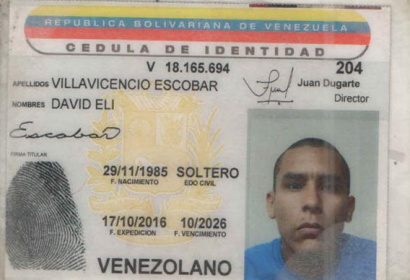 REPUBLICA BOLIVARIANA DE VENEZUELA
CEDULA DE IDENTIDAD
V 18.165.694
204
APELLIDOS VILLAVICENCIO ESCOBAR
Juan Dugarte
Director
NOMBRES DAVID ELI
Escobar
FIRMA TITULAR
29/11/1985 SOLTERO
F. NACIMIENTO EDO CIVIL
17/10/2016 10/2026
F. EXPEDICION F. VENCIMIENTO
VENEZOLANO